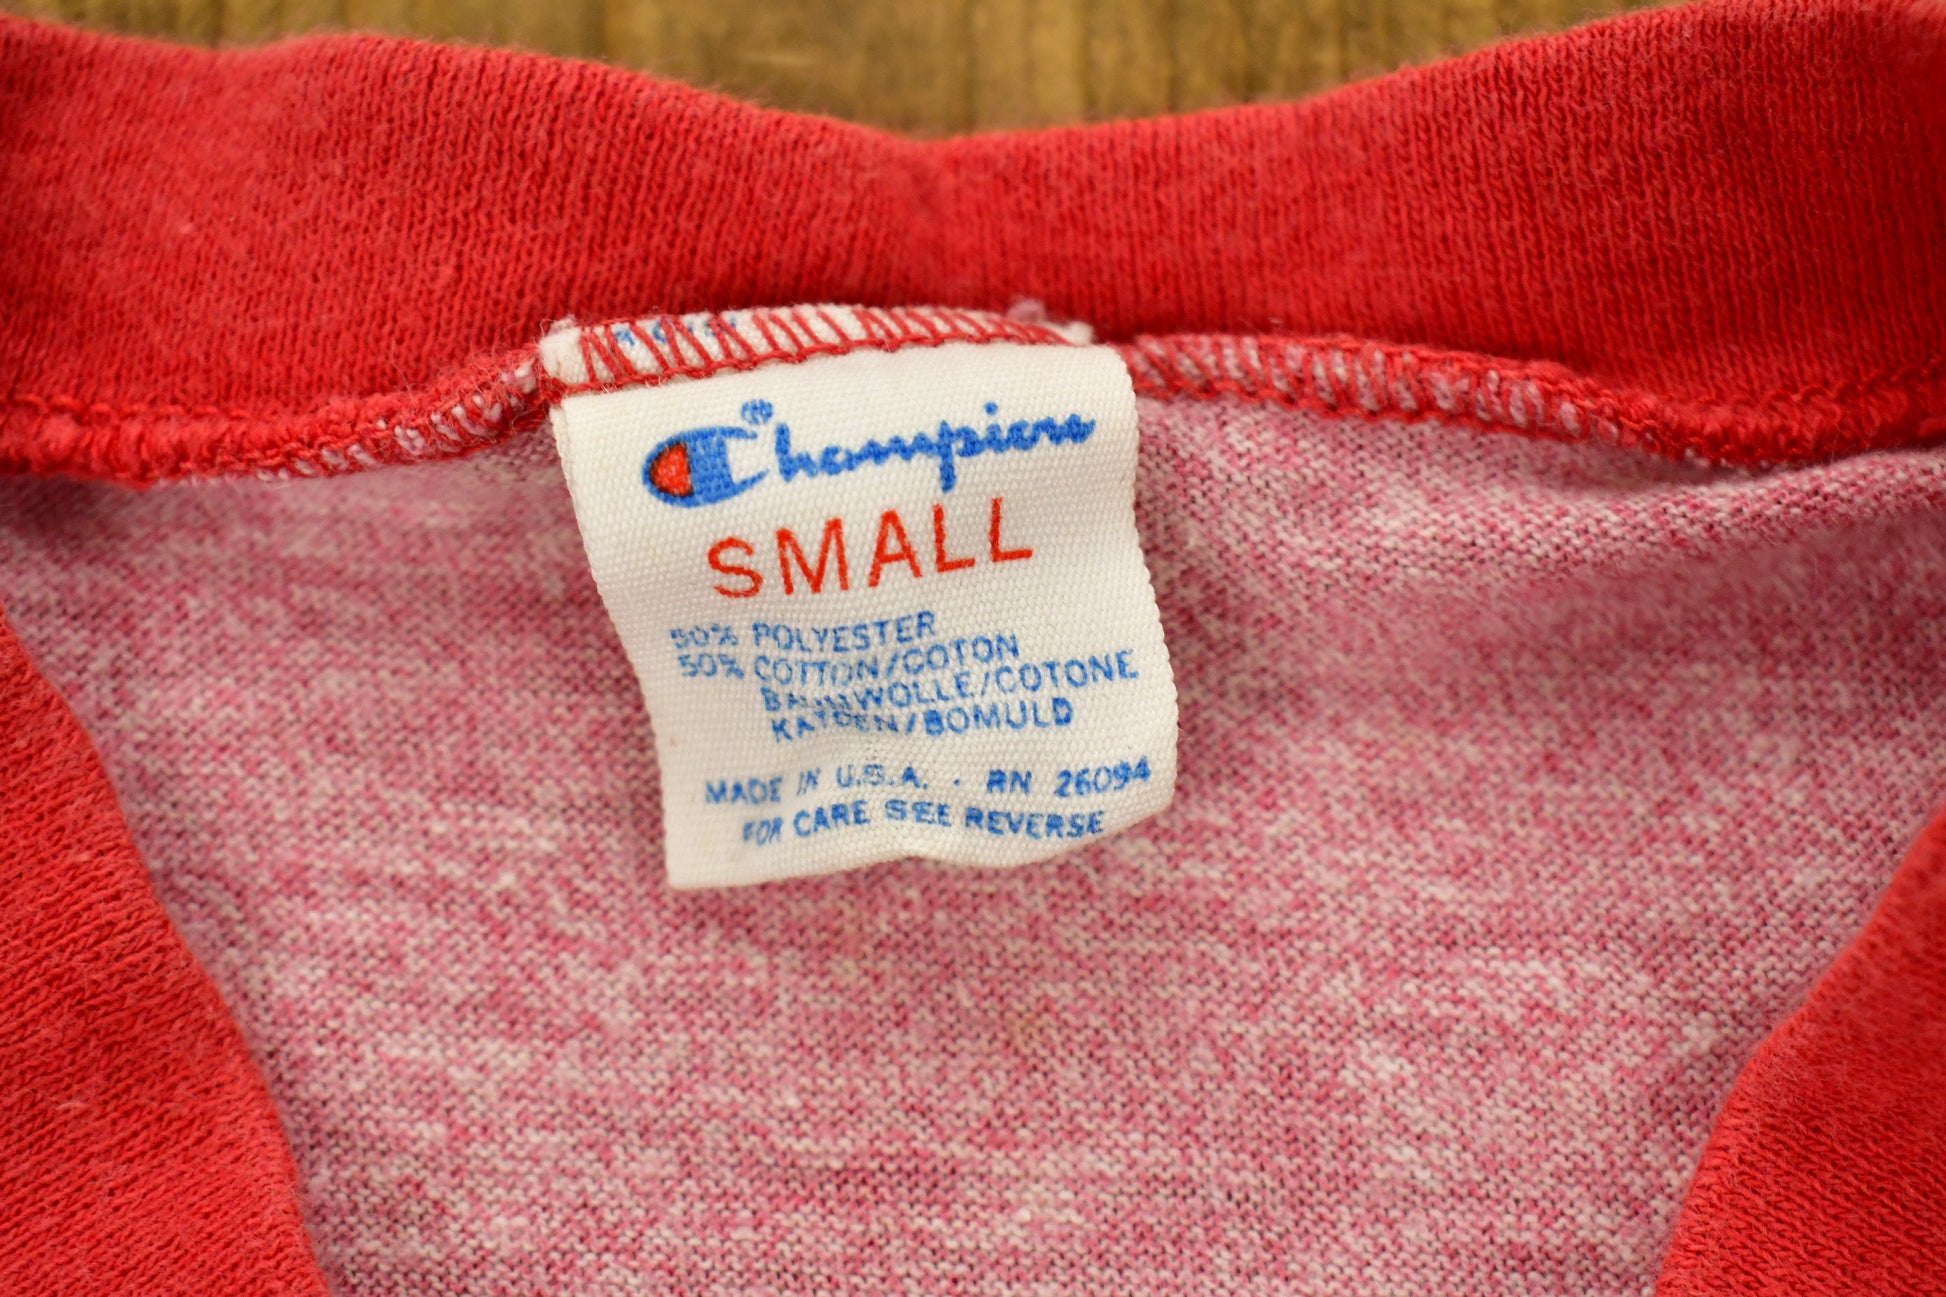 Champion®
SMALL
50% POLYESTER
50% COTTON/COTON
BAUMWOLLE/COTONE
KATOEN/BOMULD
MADE IN U.S.A. · RN 26094
FOR CARE SEE REVERSE